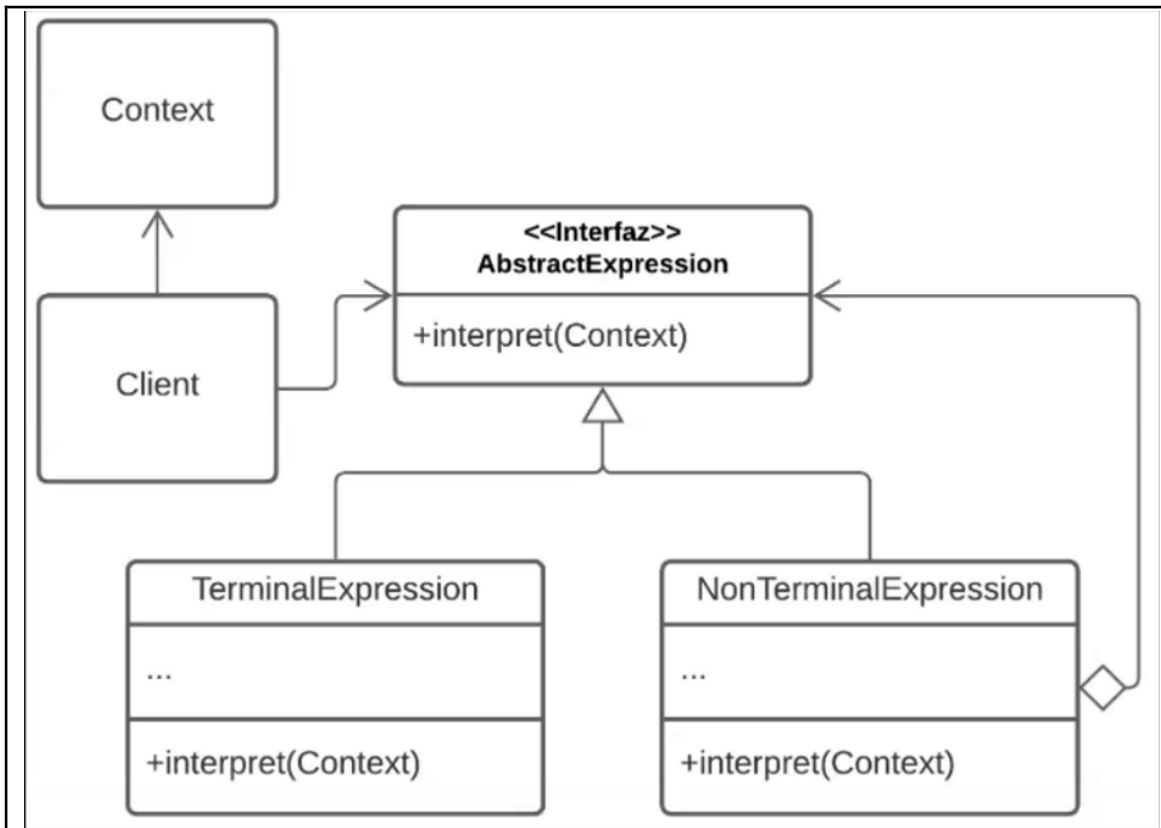 Context
<<Interfaz>>
AbstractExpression
+interpret(Context)
Client
TerminalExpression
...
+interpret(Context)
NonTerminalExpression
...
+interpret(Context)